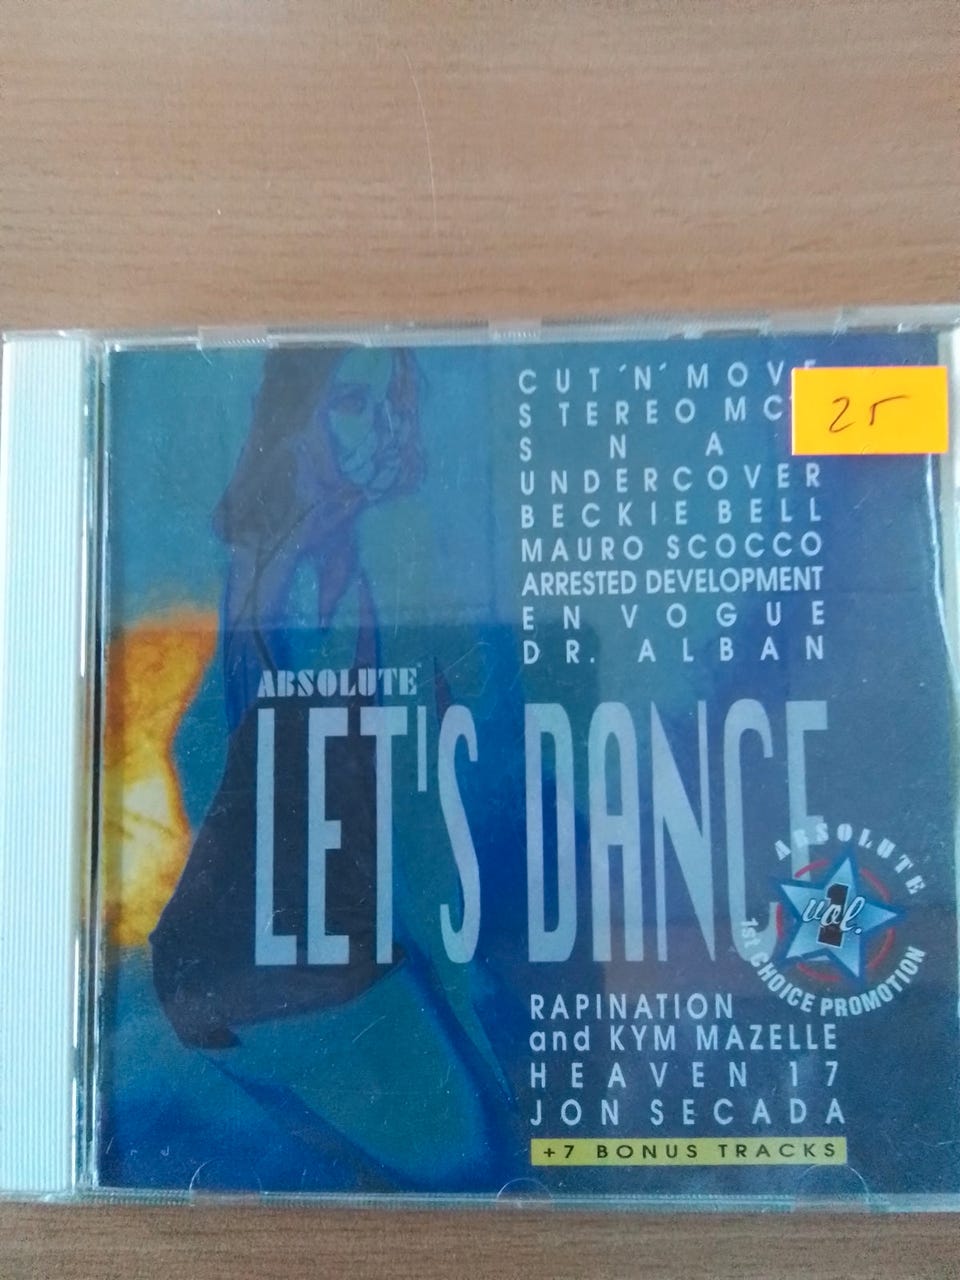 CUT´N´MOVE
STEREO MC
25
SNA
UNDERCOVER
BECKIE BELL
MAURO SCOCCO
ARRESTED DEVELOPMENT
EN VOGUE
DR. ALBAN
ABSOLUTE
LET'S DANCE
ABSOLUTE
vol. 1
1st CHOICE PROMOTION
RAPINATION
and KYM MAZELLE
HEAVEN 17
JON SECADA
+7 BONUS TRACKS